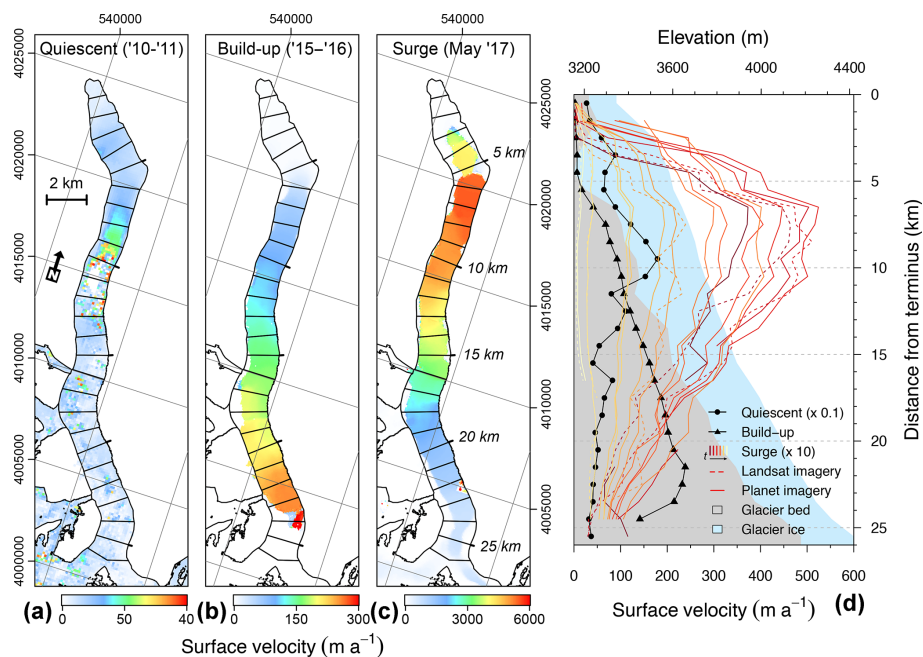 540000
540000
540000
Quiescent ('10-'11)
Build-up ('15–'16)
Surge (May '17)
4025000
4020000
4015000
4010000
4005000
4000000
2 km
N
5 km
10 km
15 km
20 km
25 km
4025000
4020000
4015000
4010000
4005000
(a)
0 20 40
(b)
0 150 300
(c)
0 3000 6000
Surface velocity (m a⁻¹)
Elevation (m)
3200 3400 3600 3800 4000 4200 4400
0
5
10
15
20
25
Distance from terminus (km)
Quiescent (x 0.1)
Build−up
t Surge (x 10)
Landsat imagery
Planet imagery
Glacier bed
Glacier ice
0 100 200 300 400 500 600
Surface velocity (m a⁻¹)
(d)